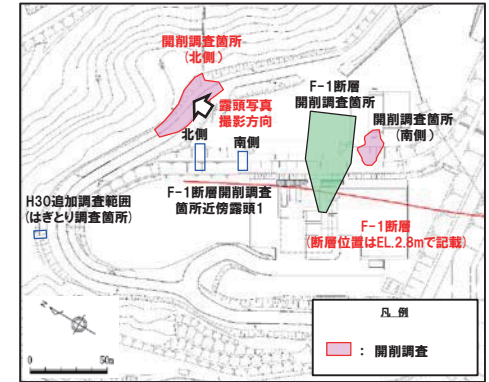 開削調査箇所
(北側)
F-1断層
開削調査箇所
露頭写真
撮影方向
開削調査箇所
(南側)
北側
南側
H30追加調査範囲
(はぎとり調査箇所)
F-1断層開削調査
箇所近傍露頭1
F-1断層
(断層位置はEL.2.8mで記載)
N
凡 例
: 開削調査
0
50m